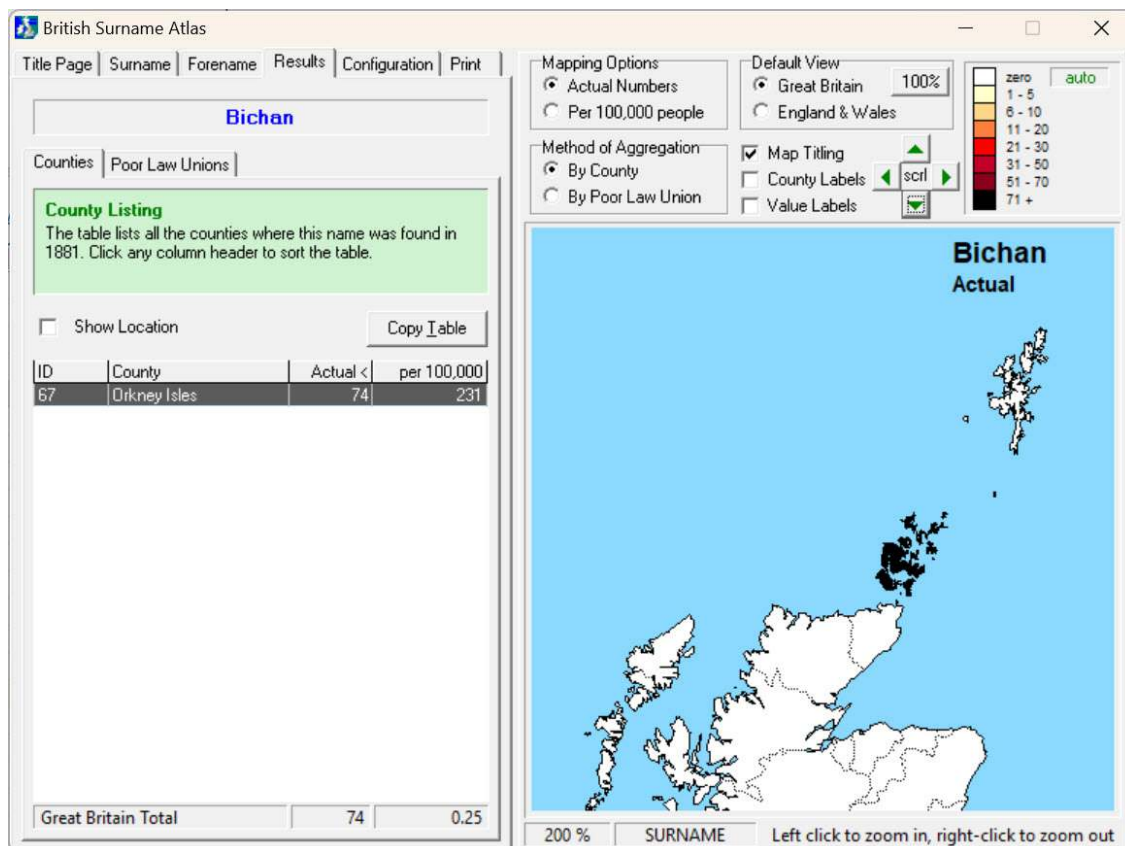 British Surname Atlas
Title Page Surname Forename Results Configuration Print
Bichan
Counties Poor Law Unions
County Listing
The table lists all the counties where this name was found in
1881. Click any column header to sort the table.
Show Location Copy Table
ID County Actual < per 100,000
67 Orkney Isles 74 231
Great Britain Total 74 0.25
Mapping Options
Actual Numbers
Per 100,000 people
Default View
Great Britain 100%
England & Wales
Method of Aggregation
By County
By Poor Law Union
Map Titling
County Labels
Value Labels
scrl
zero auto
1 - 5
6 - 10
11 - 20
21 - 30
31 - 50
51 - 70
71 +
Bichan
Actual
200 % SURNAME Left click to zoom in, right-click to zoom out